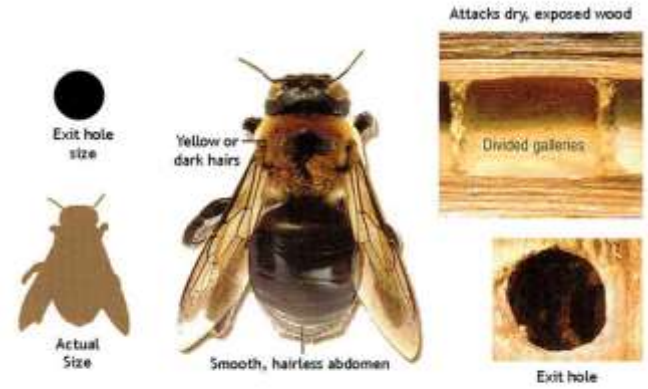 Attacks dry, exposed wood
Exit hole
size
Yellow or
dark hairs
Divided galleries
Actual
Size
Smooth, hairless abdomen
Exit hole